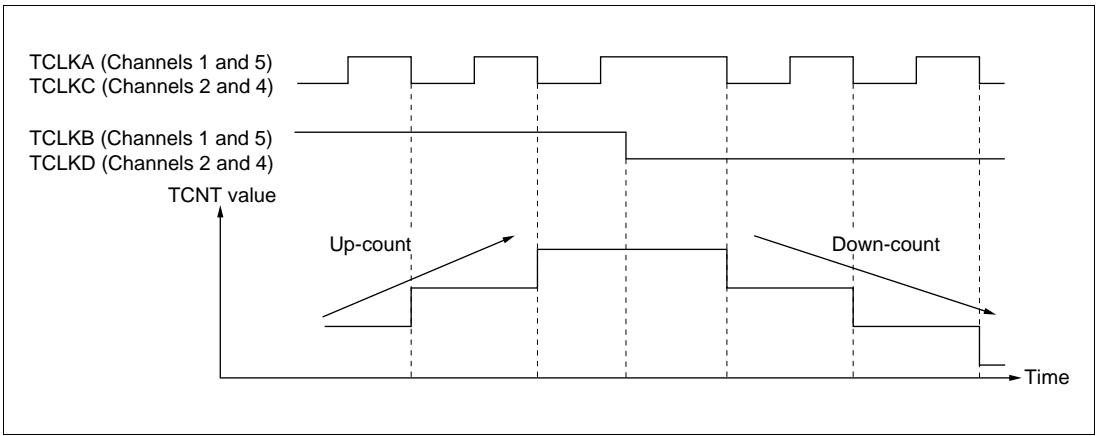 TCLKA (Channels 1 and 5)
TCLKC (Channels 2 and 4)
TCLKB (Channels 1 and 5)
TCLKD (Channels 2 and 4)
TCNT value
Up-count
Down-count
Time